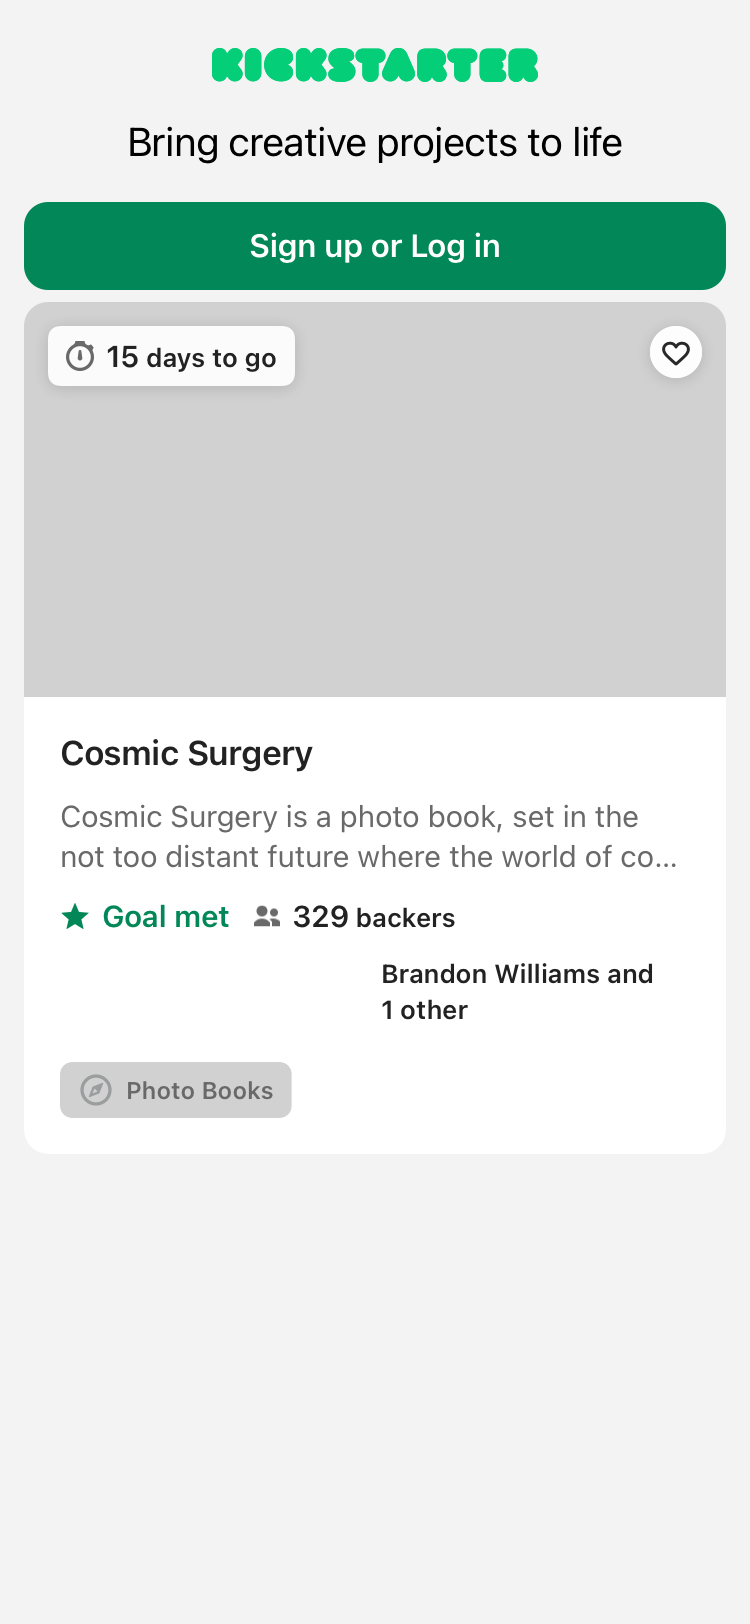 KICKSTARTER
Bring creative projects to life
Sign up or Log in
15 days to go
Cosmic Surgery
Cosmic Surgery is a photo book, set in the
not too distant future where the world of co...
Goal met 329 backers
Brandon Williams and
1 other
Photo Books